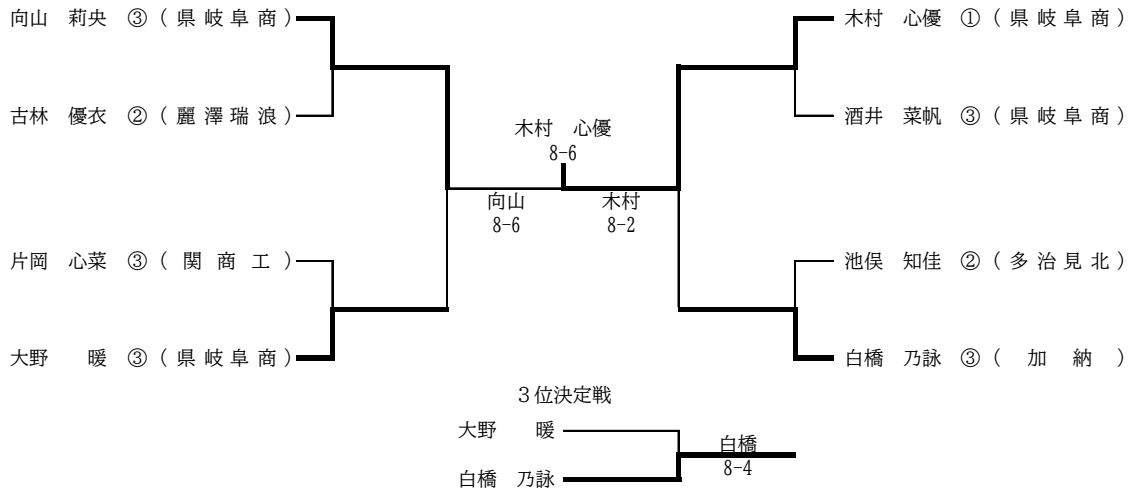 向山 莉央 ③（県岐阜商）
木村 心優 ①（県岐阜商）
古林 優衣 ②（麗澤瑞浪）
酒井 菜帆 ③（県岐阜商）
木村 心優
8-6
向山
8-6
木村
8-2
片岡 心菜 ③（関商工）
池俣 知佳 ②（多治見北）
大野 暖 ③（県岐阜商）
白橋 乃詠 ③（加納）
３位決定戦
大野 暖
白橋
8-4
白橋 乃詠